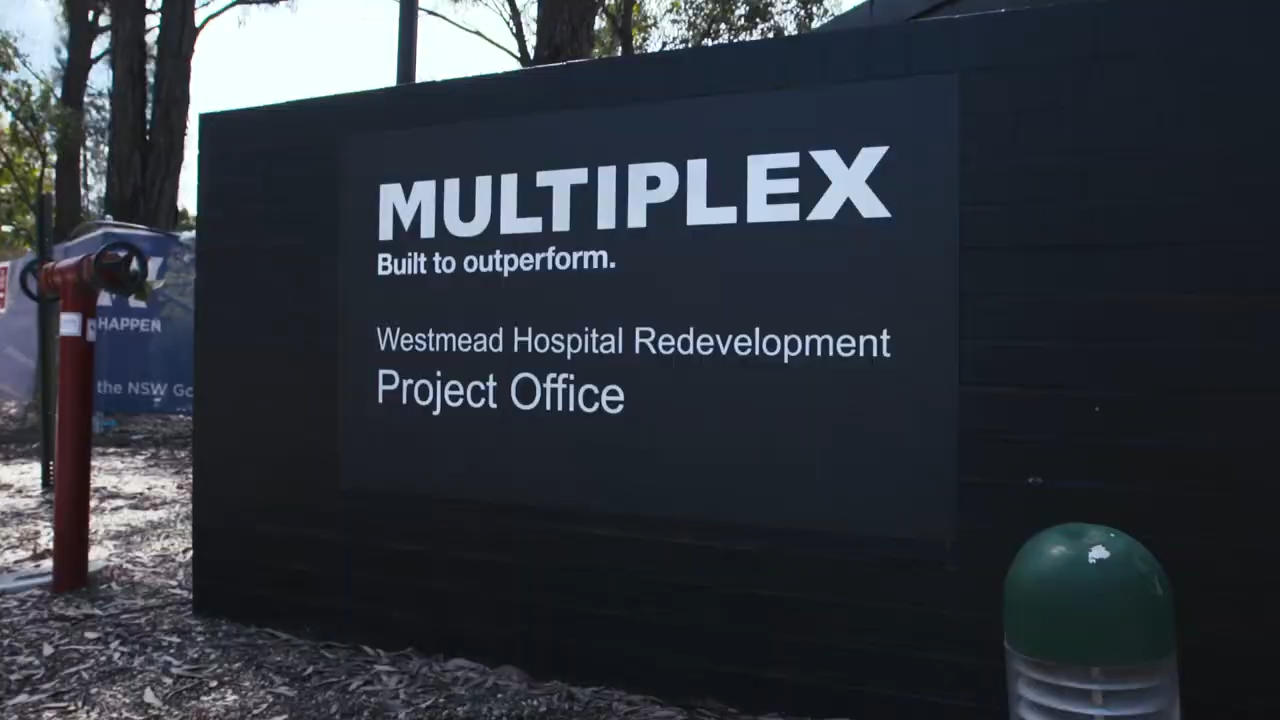 MULTIPLEX
Built to outperform.
Westmead Hospital Redevelopment
Project Office
HAPPEN
the NSW